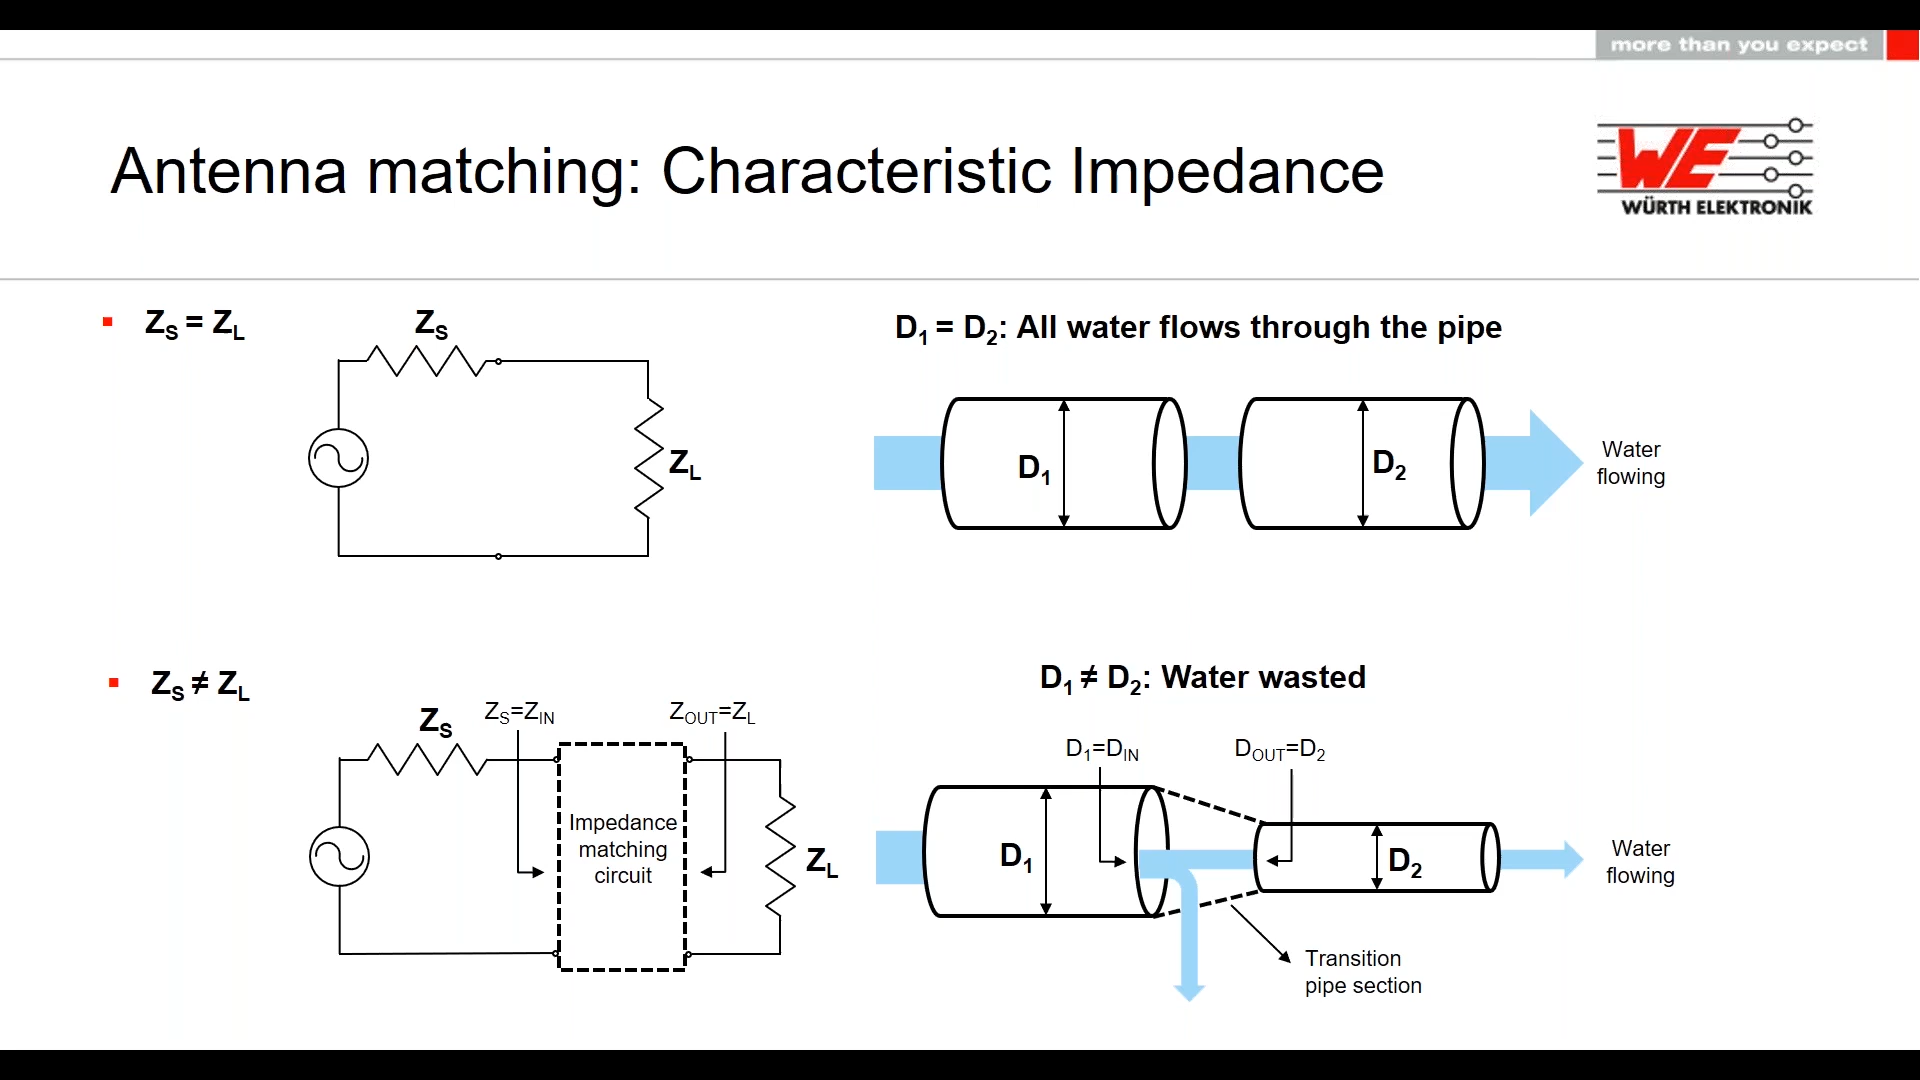 more than you expect
Antenna matching: Characteristic Impedance
WE
WÜRTH ELEKTRONIK
▪ Z_S = Z_L
Z_S
Z_L
D_1 = D_2: All water flows through the pipe
D_1
D_2
Water
flowing
▪ Z_S ≠ Z_L
Z_S
Z_S=Z_IN
Z_OUT=Z_L
Impedance
matching
circuit
Z_L
D_1 ≠ D_2: Water wasted
D_1=D_IN
D_OUT=D_2
D_1
D_2
Water
flowing
Transition
pipe section